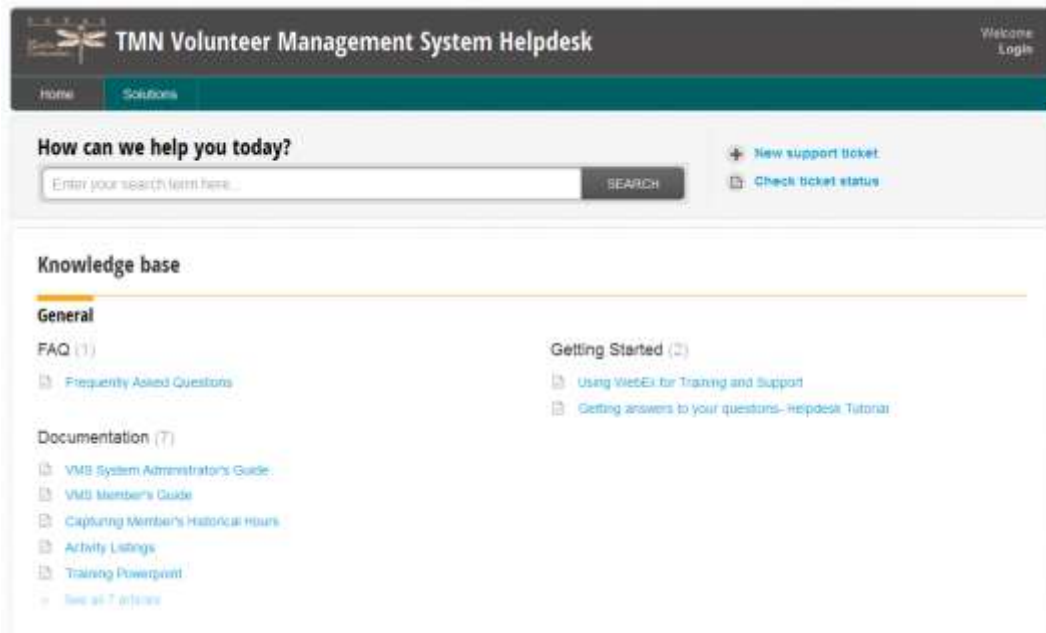 TEXAS
TMN Volunteer Management System Helpdesk
Welcome
Login
Home
Solutions
How can we help you today?
Enter your search term here...
SEARCH
New support ticket
Check ticket status
Knowledge base
General
FAQ (1)
Frequently Asked Questions
Getting Started (2)
Using WebEx for Training and Support
Getting answers to your questions- Helpdesk Tutorial
Documentation (7)
VMS System Administrator's Guide
VMS Member's Guide
Capturing Member's Historical Hours
Activity Listings
Training Powerpoint
See all 7 articles